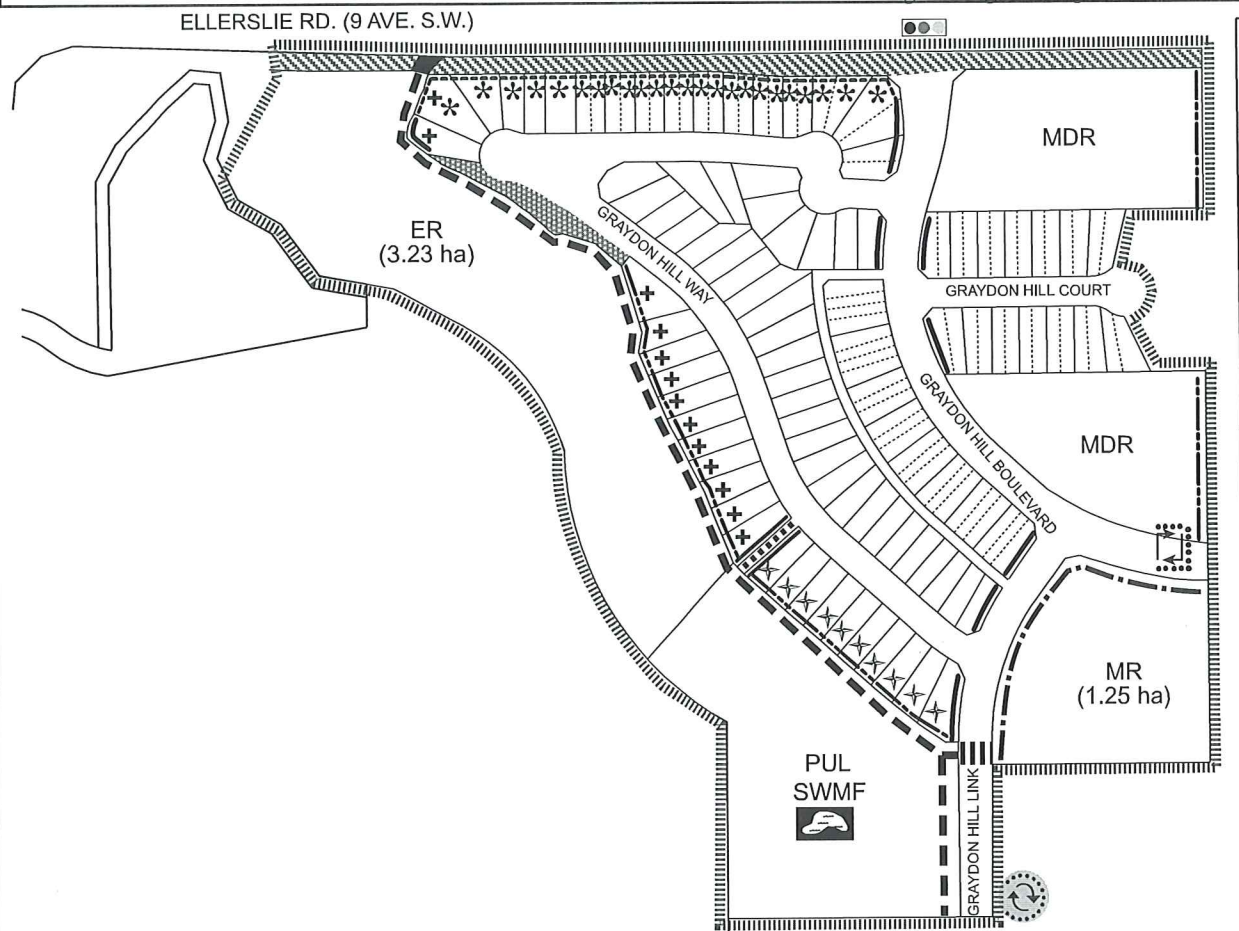 ELLERSLIE RD. (9 AVE. S.W.)
MDR
ER
(3.23 ha)
GRAYDON HILL WAY
GRAYDON HILL COURT
GRAYDON HILL BOULEVARD
MDR
MR
(1.25 ha)
PUL
SWMF
GRAYDON HILL LINK